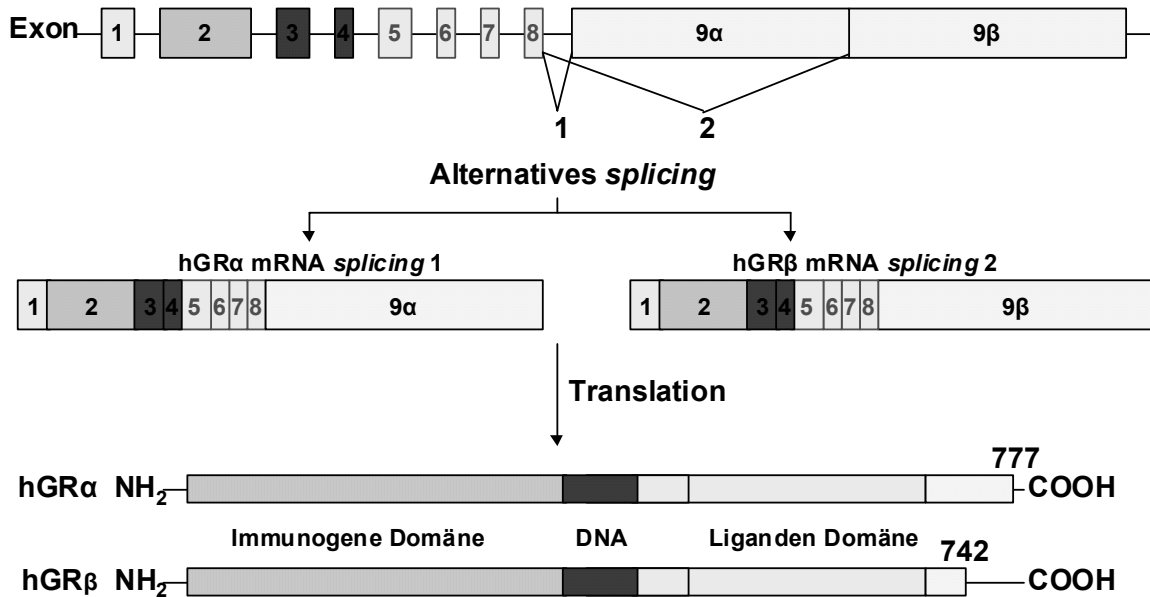 Exon 1 2 3 4 5 6 7 8 9α 9β
1 2
Alternatives splicing
hGRα mRNA splicing 1 hGRβ mRNA splicing 2
1 2 3 4 5 6 7 8 9α 1 2 3 4 5 6 7 8 9β
Translation
777
hGRα NH₂ COOH
Immunogene Domäne DNA Liganden Domäne
742
hGRβ NH₂ COOH